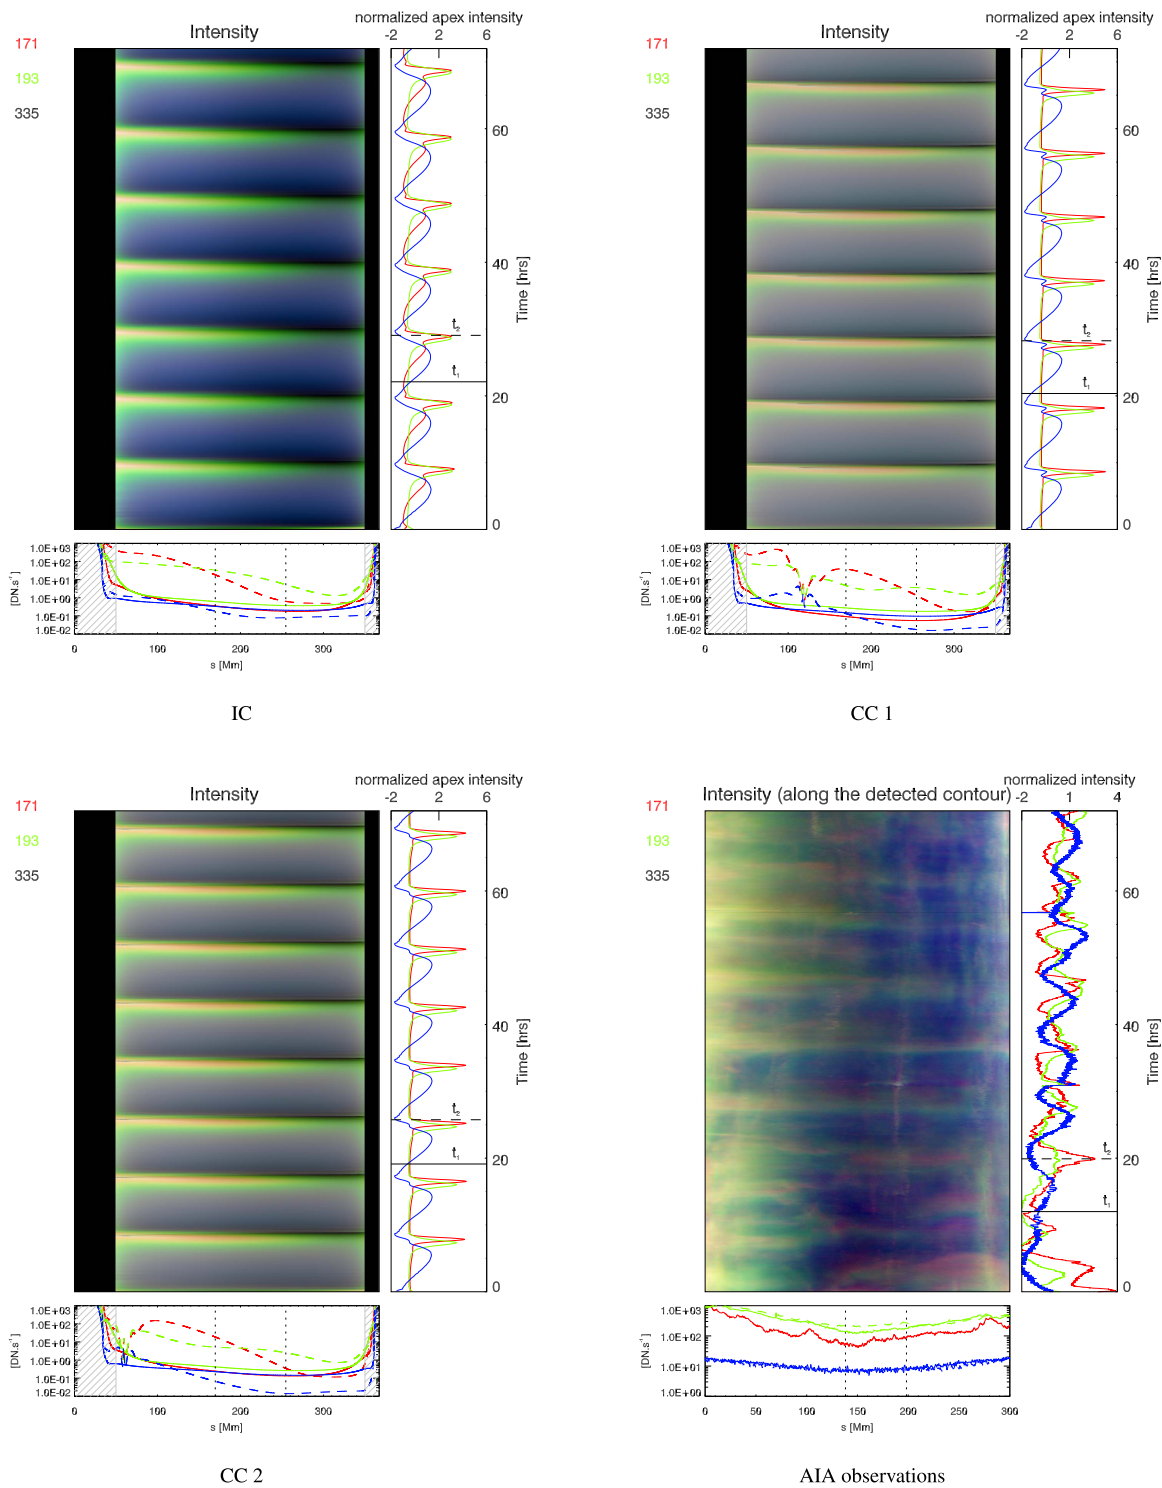 normalized apex intensity
Intensity
-2 2 6
171
193
335
60
40
20
0
Time [hrs]
t2
t1
1.0E+03
1.0E+02
1.0E+01
1.0E+00
1.0E-01
1.0E-02
[DN.s-1]
0 100 200 300
s [Mm]
IC
normalized apex intensity
Intensity
-2 2 6
171
193
335
60
40
20
0
Time [hrs]
t2
t1
1.0E+03
1.0E+02
1.0E+01
1.0E+00
1.0E-01
1.0E-02
[DN.s-1]
0 100 200 300
s [Mm]
CC 1
normalized apex intensity
Intensity
-2 2 6
171
193
335
60
40
20
0
Time [hrs]
t2
t1
1.0E+03
1.0E+02
1.0E+01
1.0E+00
1.0E-01
1.0E-02
[DN.s-1]
0 100 200 300
s [Mm]
CC 2
normalized intensity
Intensity (along the detected contour)
-2 1 4
171
193
335
60
40
20
0
Time [hrs]
t2
t1
1.0E+03
1.0E+02
1.0E+01
1.0E+00
[DN.s-1]
0 50 100 150 200 250 300
s [Mm]
AIA observations